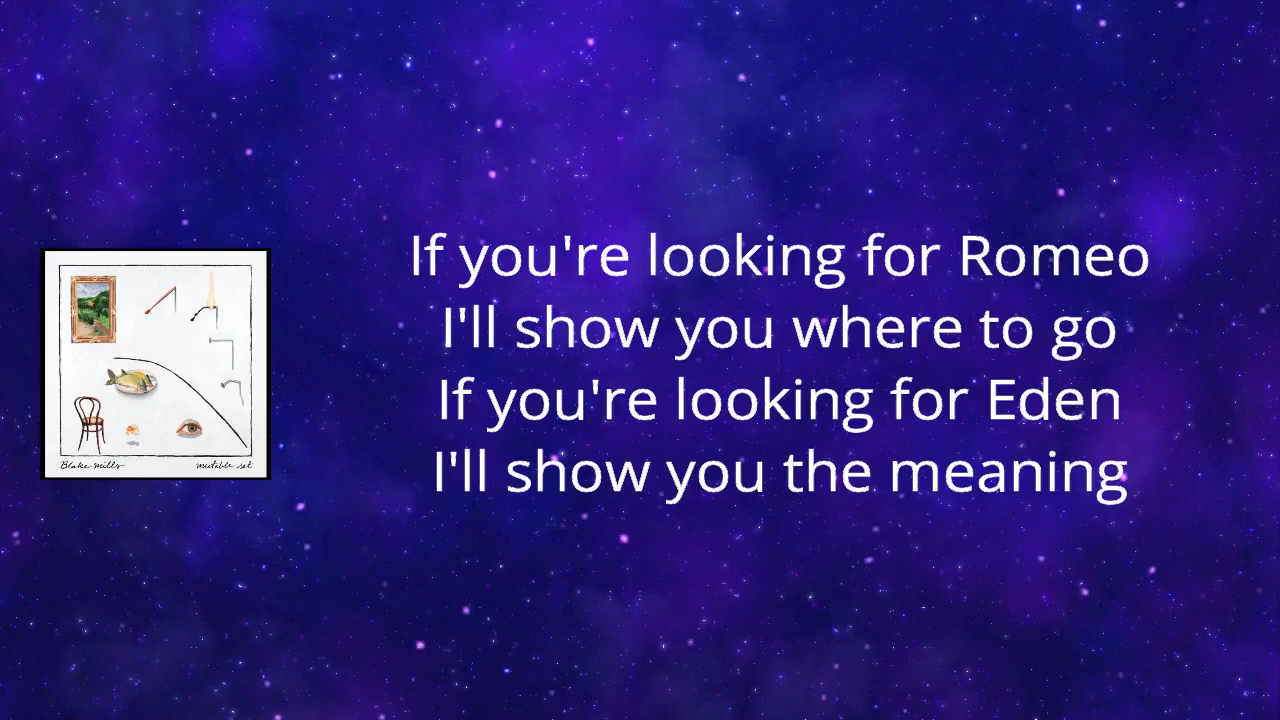 If you're looking for Romeo
I'll show you where to go
If you're looking for Eden
I'll show you the meaning
Blake Mills
mutable set